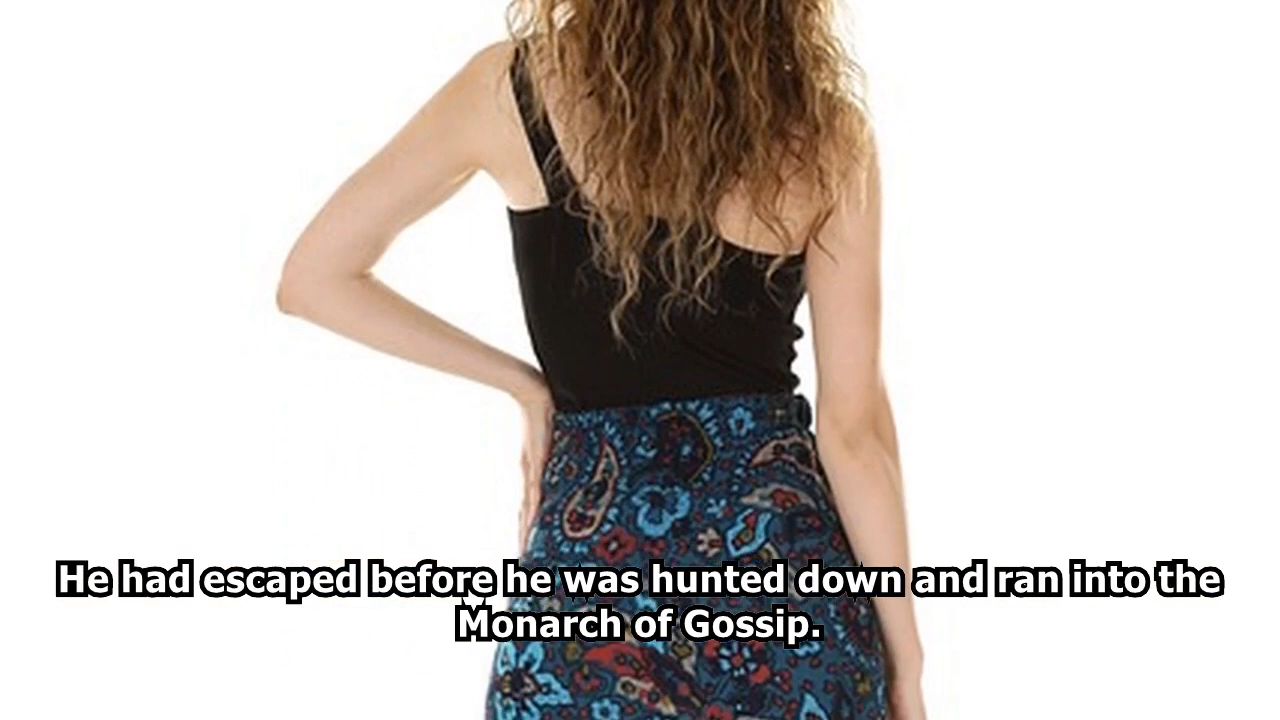 He had escaped before he was hunted down and ran into the
Monarch of Gossip.